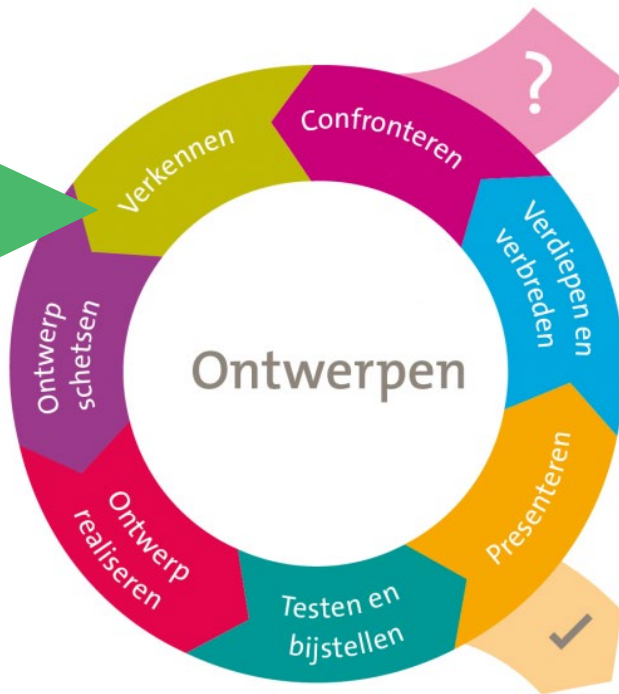 ?
Confronteren
Verkennen
Verdiepen en
verbreden
Ontwerp
schetsen
Ontwerpen
Presenteren
Ontwerp
realiseren
Testen en
bijstellen